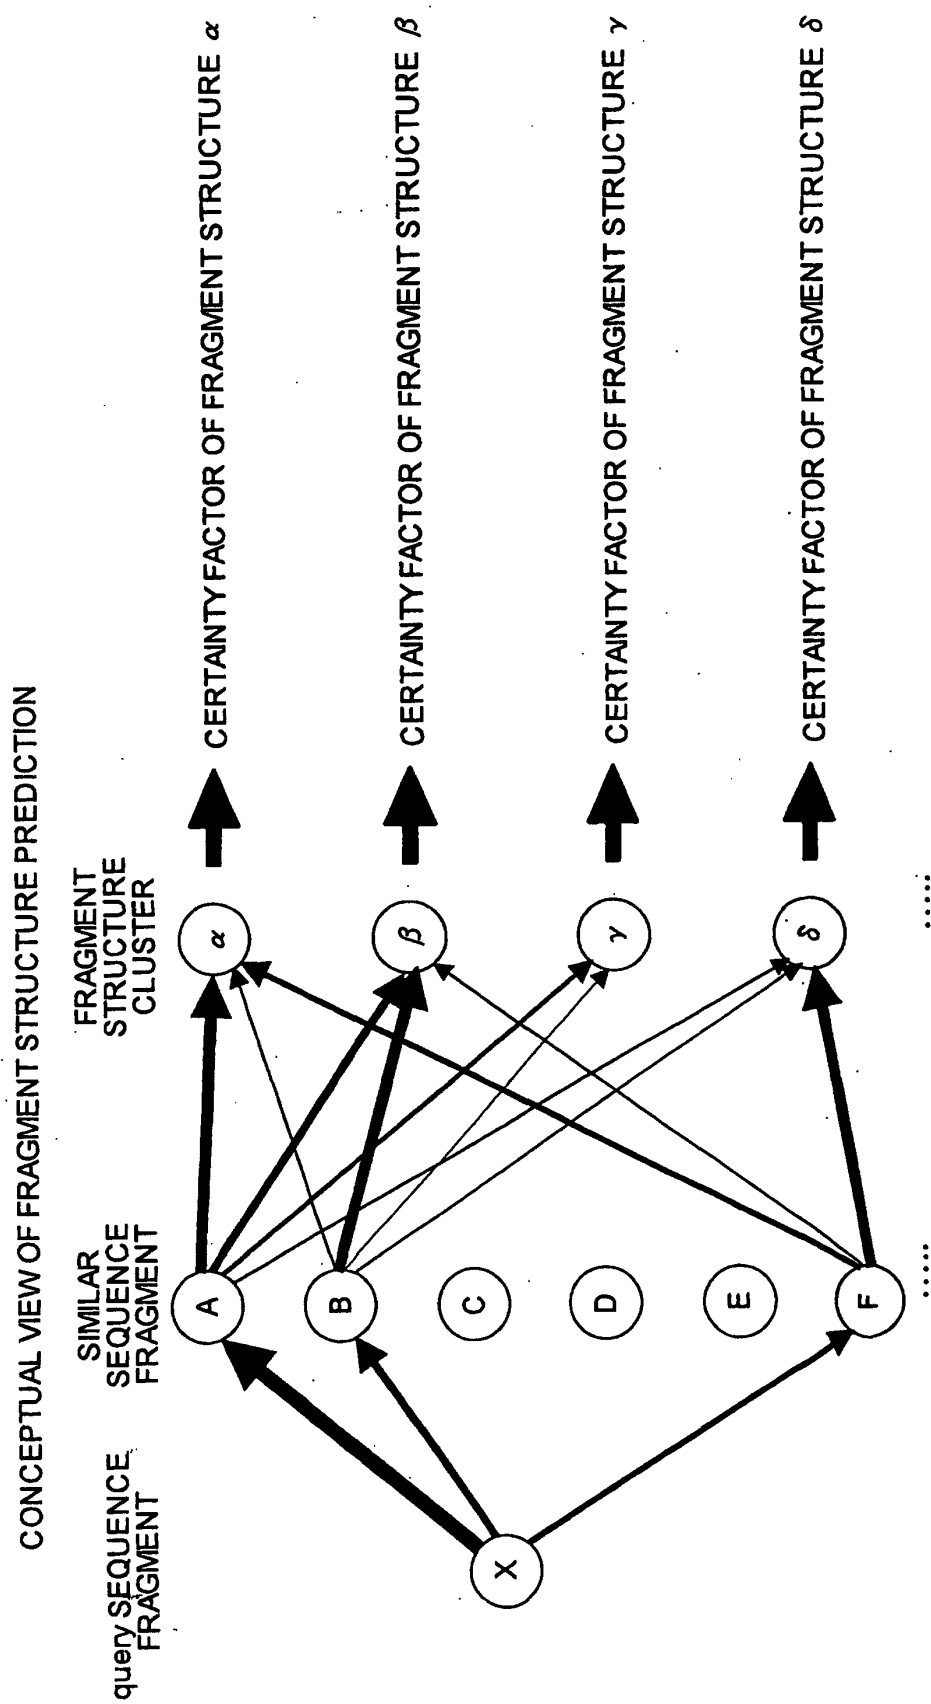 CONCEPTUAL VIEW OF FRAGMENT STRUCTURE PREDICTION
query SEQUENCE
FRAGMENT
SIMILAR
SEQUENCE
FRAGMENT
FRAGMENT
STRUCTURE
CLUSTER
X
A
B
C
D
E
F
.....
α
β
γ
δ
.....
CERTAINTY FACTOR OF FRAGMENT STRUCTURE α
CERTAINTY FACTOR OF FRAGMENT STRUCTURE β
CERTAINTY FACTOR OF FRAGMENT STRUCTURE γ
CERTAINTY FACTOR OF FRAGMENT STRUCTURE δ